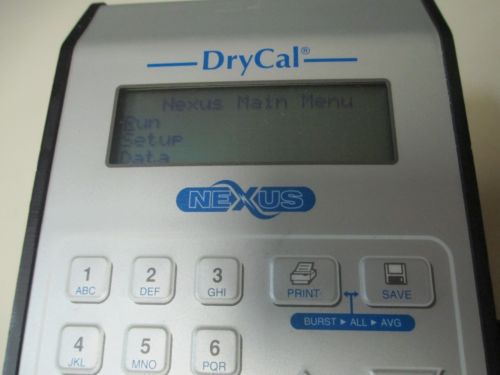 DryCal®
Nexus Main Menu
Run
Setup
Data
NEXUS
1 2 3
ABC DEF GHI PRINT SAVE
BURST ▶ ALL ▶ AVG
4 5 6
JKL MNO PQR